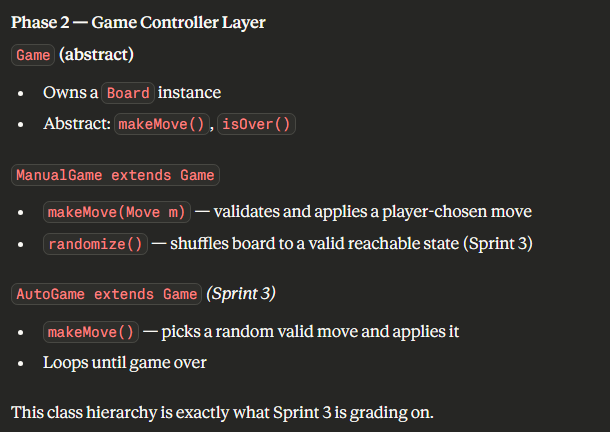 Phase 2 — Game Controller Layer
Game (abstract)
• Owns a Board instance
• Abstract: makeMove(), isOver()
ManualGame extends Game
• makeMove(Move m) — validates and applies a player-chosen move
• randomize() — shuffles board to a valid reachable state (Sprint 3)
AutoGame extends Game (Sprint 3)
• makeMove() — picks a random valid move and applies it
• Loops until game over
This class hierarchy is exactly what Sprint 3 is grading on.